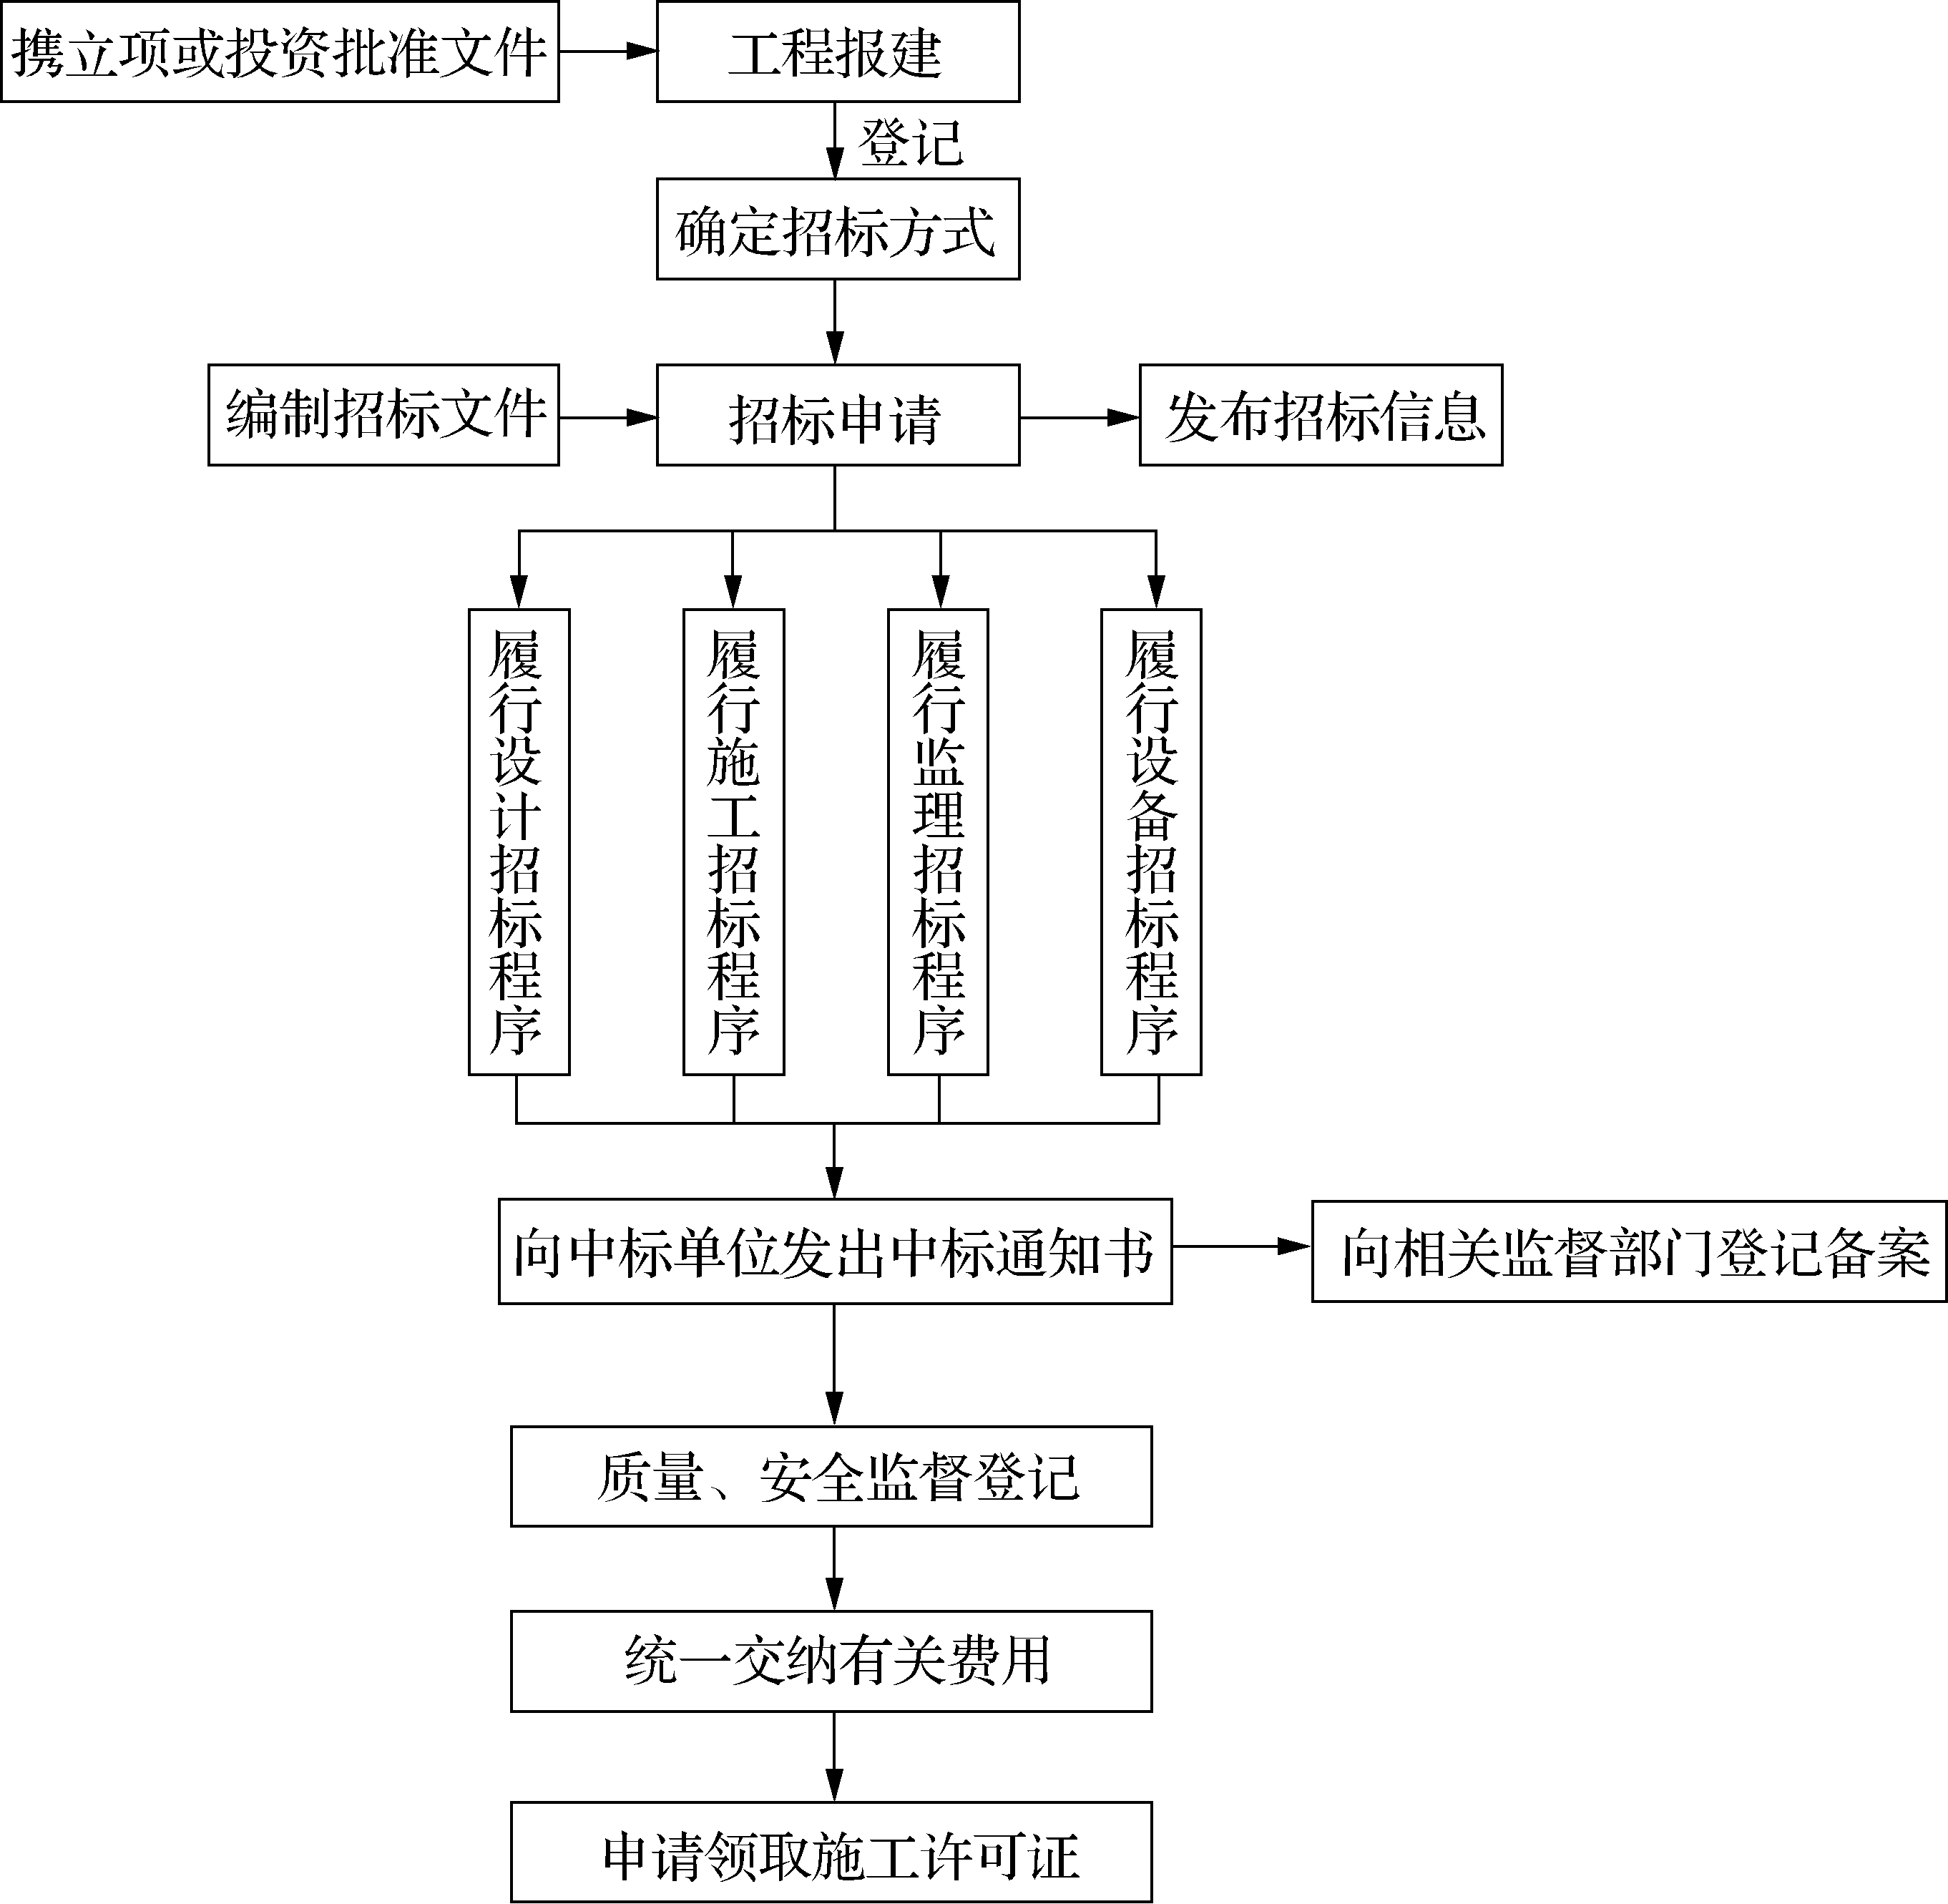 携立项或投资批准文件
工程报建
登记
确定招标方式
编制招标文件
招标申请
发布招标信息
履行设计招标程序
履行施工招标程序
履行监理招标程序
履行设备招标程序
向中标单位发出中标通知书
向相关监督部门登记备案
质量、安全监督登记
统一交纳有关费用
申请领取施工许可证